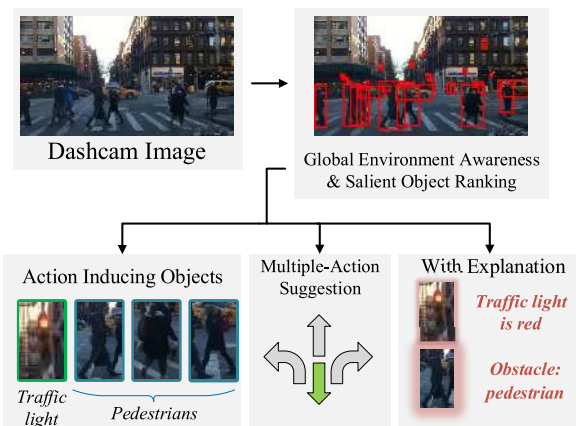 Dashcam Image
Global Environment Awareness
& Salient Object Ranking
Action Inducing Objects
Traffic
light
Pedestrians
Multiple-Action
Suggestion
With Explanation
Traffic light
is red
Obstacle:
pedestrian